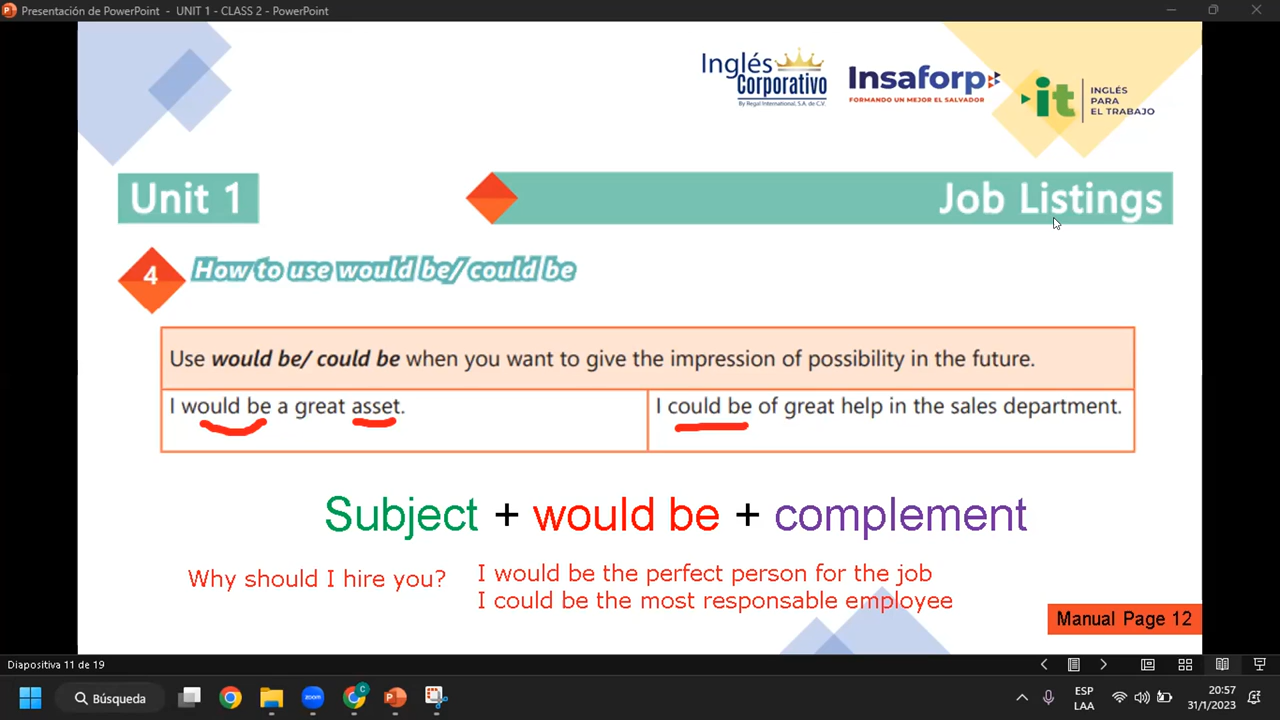 Presentación de PowerPoint - UNIT 1 - CLASS 2 - PowerPoint
Inglés
Corporativo
By Regal International, S.A. de C.V.
Insaforp
FORMANDO UN MEJOR EL SALVADOR
it
INGLÉS
PARA
EL TRABAJO
Unit 1
Job Listings
4
How to use would be/ could be
Use would be/ could be when you want to give the impression of possibility in the future.
I would be a great asset.
I could be of great help in the sales department.
Subject + would be + complement
Why should I hire you?
I would be the perfect person for the job
I could be the most responsable employee
Manual Page 12
Diapositiva 11 de 19
Búsqueda
C
ESP
LAA
20:57
31/1/2023